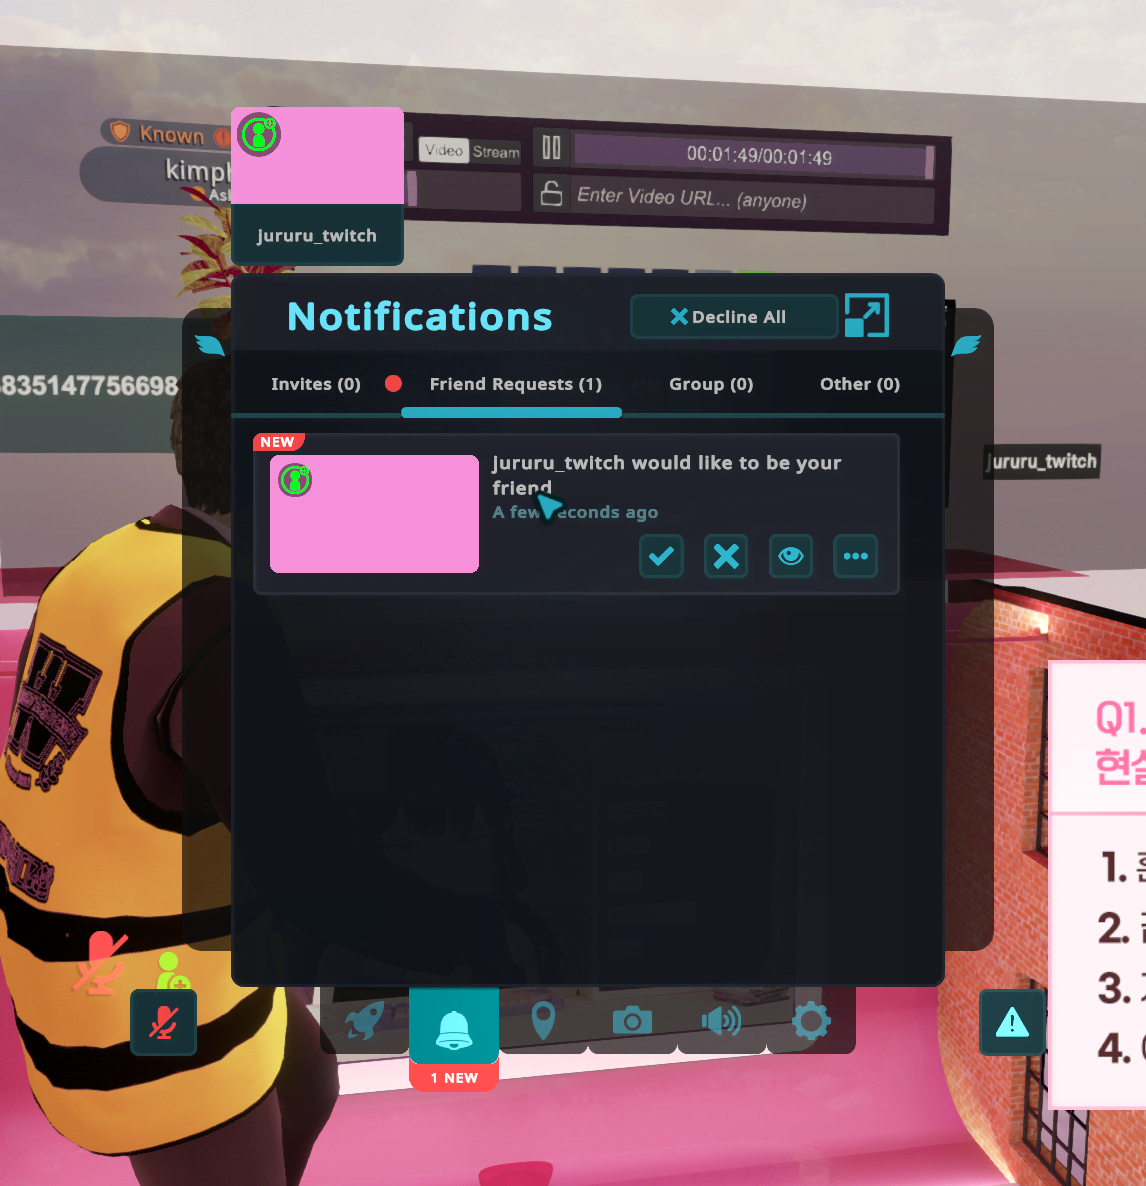 Known
kimp
Video Stream
00:01:49/00:01:49
Enter Video URL... (anyone)
jururu_twitch
Notifications
Decline All
835147756698
Invites (0)
Friend Requests (1)
Group (0)
Other (0)
NEW
jururu_twitch would like to be your
friend
A few seconds ago
jururu_twitch
Q1.
현실
1.
2.
3.
4.
1 NEW